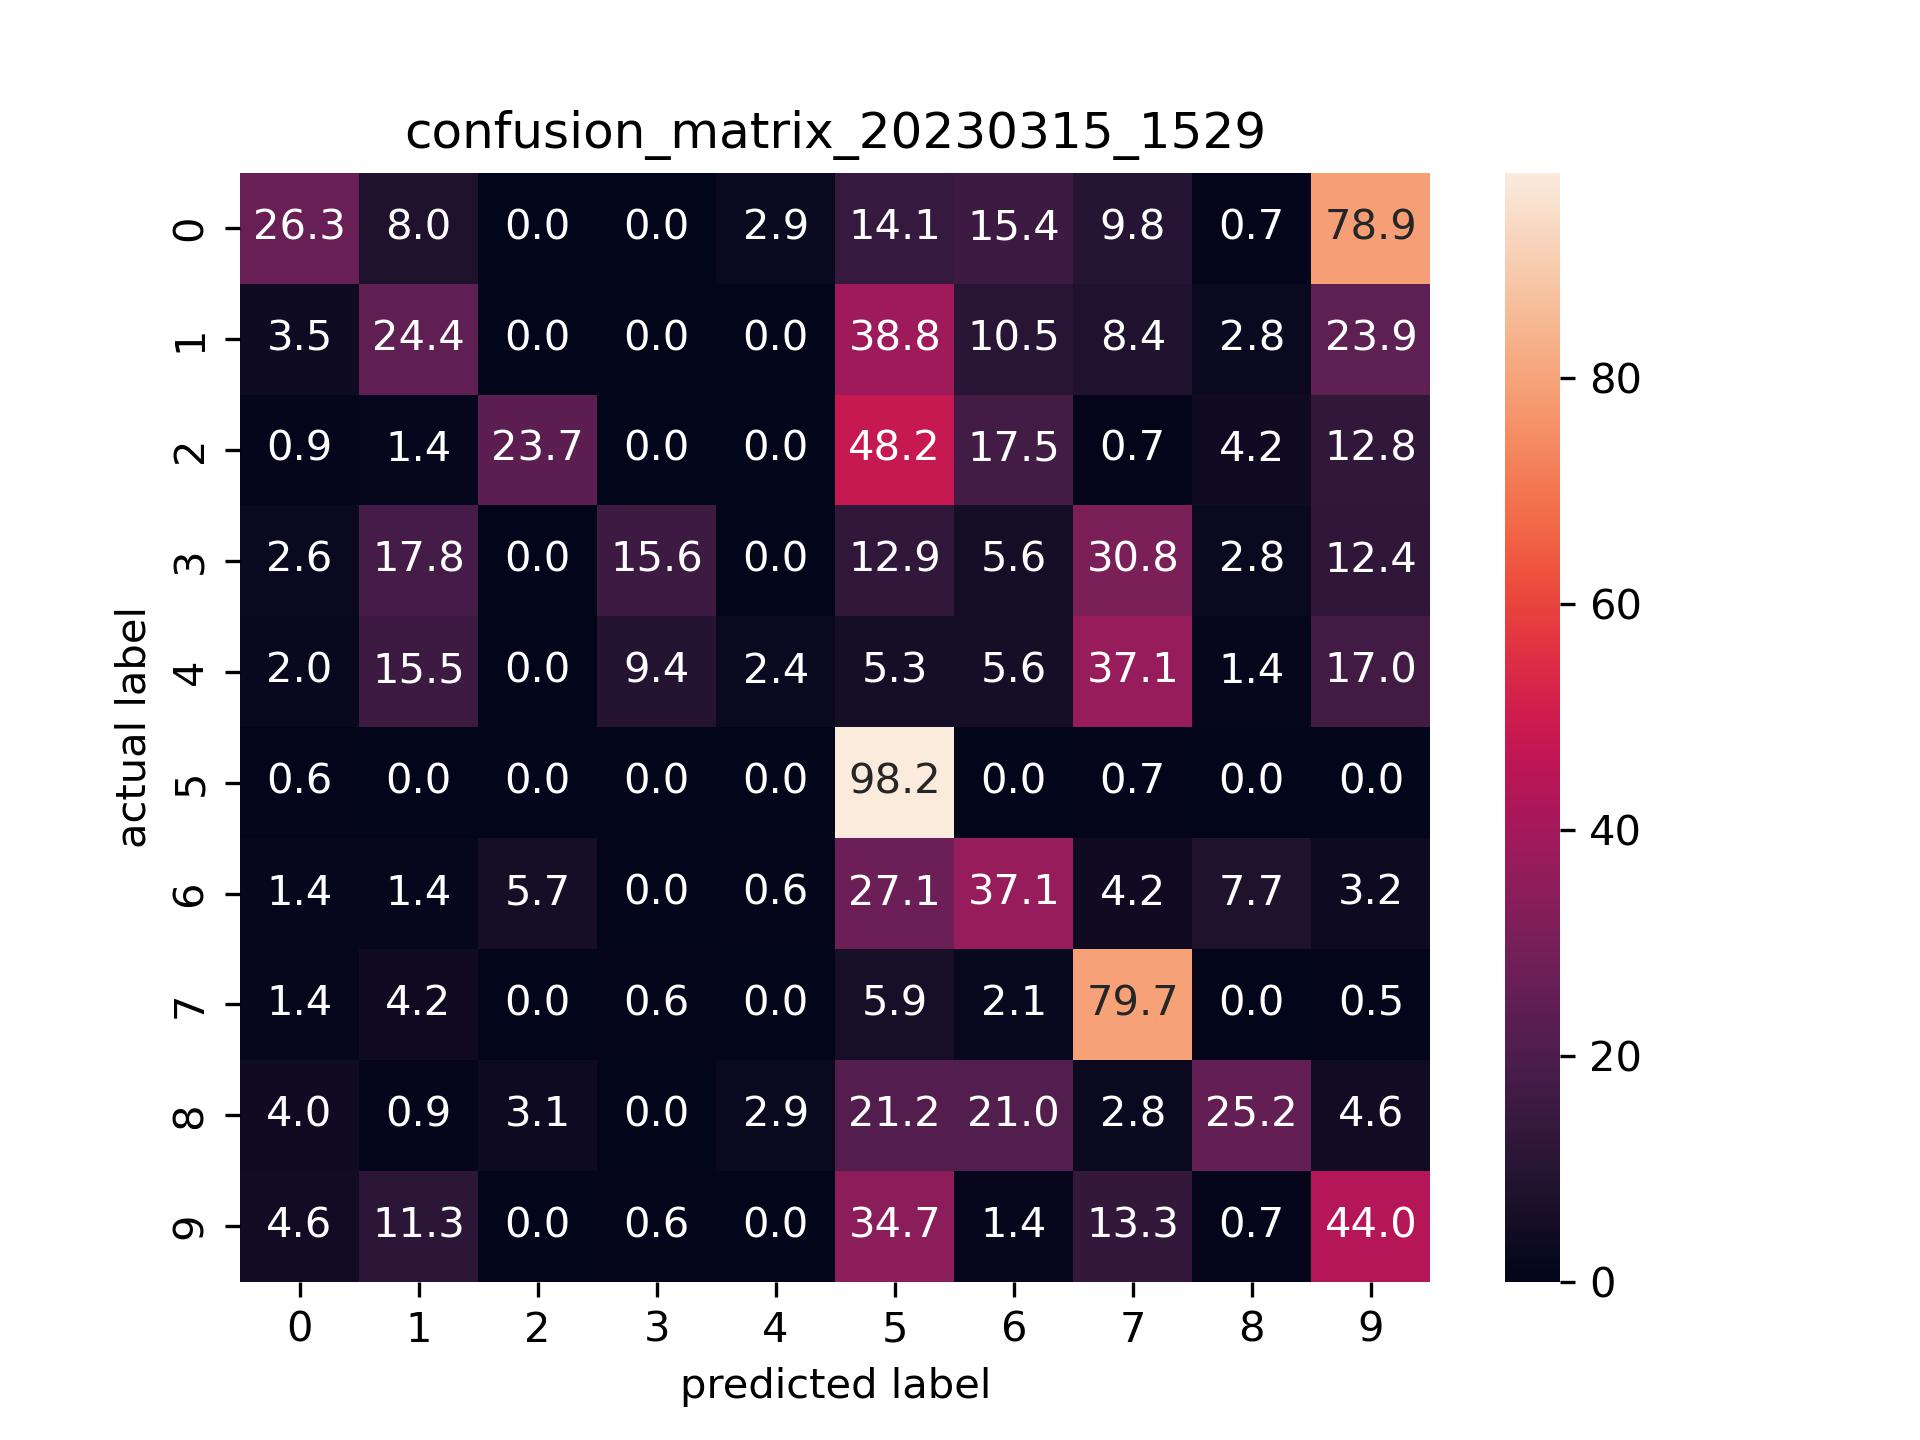 confusion_matrix_20230315_1529
0 26.3 8.0 0.0 0.0 2.9 14.1 15.4 9.8 0.7 78.9
1 3.5 24.4 0.0 0.0 0.0 38.8 10.5 8.4 2.8 23.9
2 0.9 1.4 23.7 0.0 0.0 48.2 17.5 0.7 4.2 12.8
3 2.6 17.8 0.0 15.6 0.0 12.9 5.6 30.8 2.8 12.4
4 2.0 15.5 0.0 9.4 2.4 5.3 5.6 37.1 1.4 17.0
5 0.6 0.0 0.0 0.0 0.0 98.2 0.0 0.7 0.0 0.0
6 1.4 1.4 5.7 0.0 0.6 27.1 37.1 4.2 7.7 3.2
7 1.4 4.2 0.0 0.6 0.0 5.9 2.1 79.7 0.0 0.5
8 4.0 0.9 3.1 0.0 2.9 21.2 21.0 2.8 25.2 4.6
9 4.6 11.3 0.0 0.6 0.0 34.7 1.4 13.3 0.7 44.0
0 1 2 3 4 5 6 7 8 9
predicted label
actual label
80
60
40
20
0